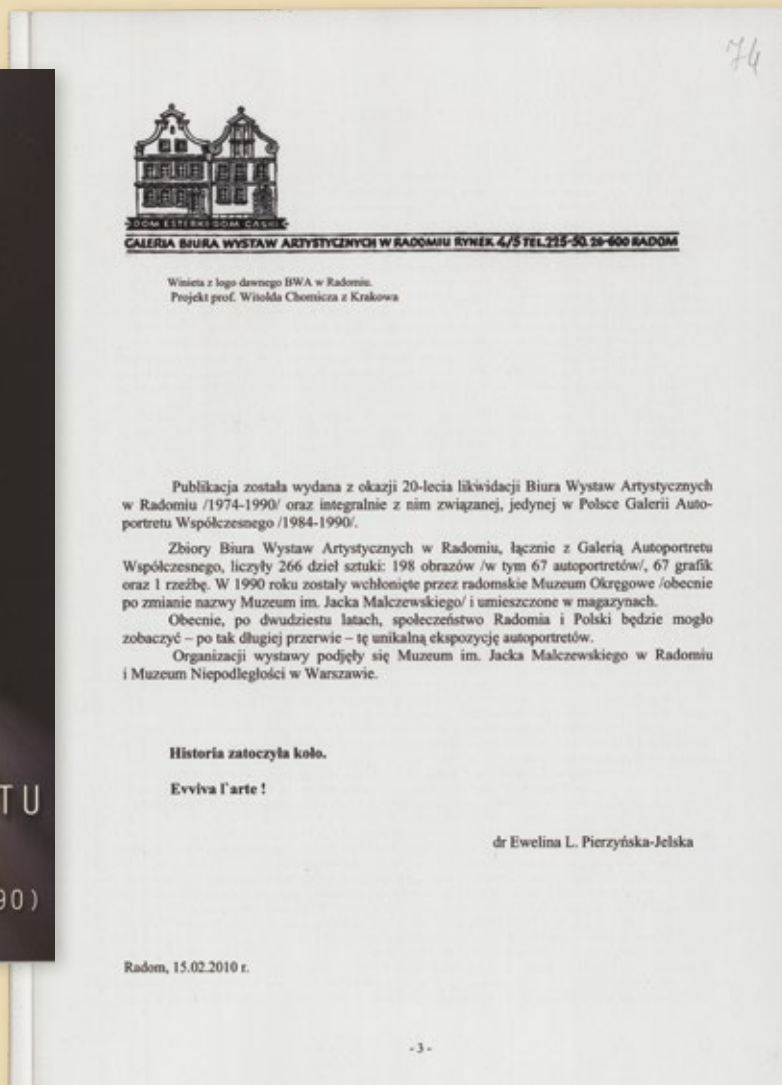 74
DOM ESTERKI DOM GĄSKI
GALERIA BIURA WYSTAW ARTYSTYCZNYCH W RADOMIU RYNEK 4/5 TEL.225-50, 26-600 RADOM
Winieta z logo dawnego BWA w Radomiu.
Projekt prof. Witolda Chomicza z Krakowa
Publikacja została wydana z okazji 20-lecia likwidacji Biura Wystaw Artystycznych
w Radomiu /1974-1990/ oraz integralnie z nim związanej, jedynej w Polsce Galerii Auto-
portretu Współczesnego /1984-1990/.
Zbiory Biura Wystaw Artystycznych w Radomiu, łącznie z Galerią Autoportretu
Współczesnego, liczyły 266 dzieł sztuki: 198 obrazów /w tym 67 autoportretów/, 67 grafik
oraz 1 rzeźbę. W 1990 roku zostały wchłonięte przez radomskie Muzeum Okręgowe /obecnie
po zmianie nazwy Muzeum im. Jacka Malczewskiego/ i umieszczone w magazynach.
Obecnie, po dwudziestu latach, społeczeństwo Radomia i Polski będzie mogło
zobaczyć – po tak długiej przerwie – tę unikalną ekspozycję autoportretów.
Organizacji wystawy podjęły się Muzeum im. Jacka Malczewskiego w Radomiu
i Muzeum Niepodległości w Warszawie.
Historia zatoczyła koło.
Evviva l`arte !
TU
dr Ewelina L. Pierzyńska-Jelska
90)
Radom, 15.02.2010 r.
- 3 -